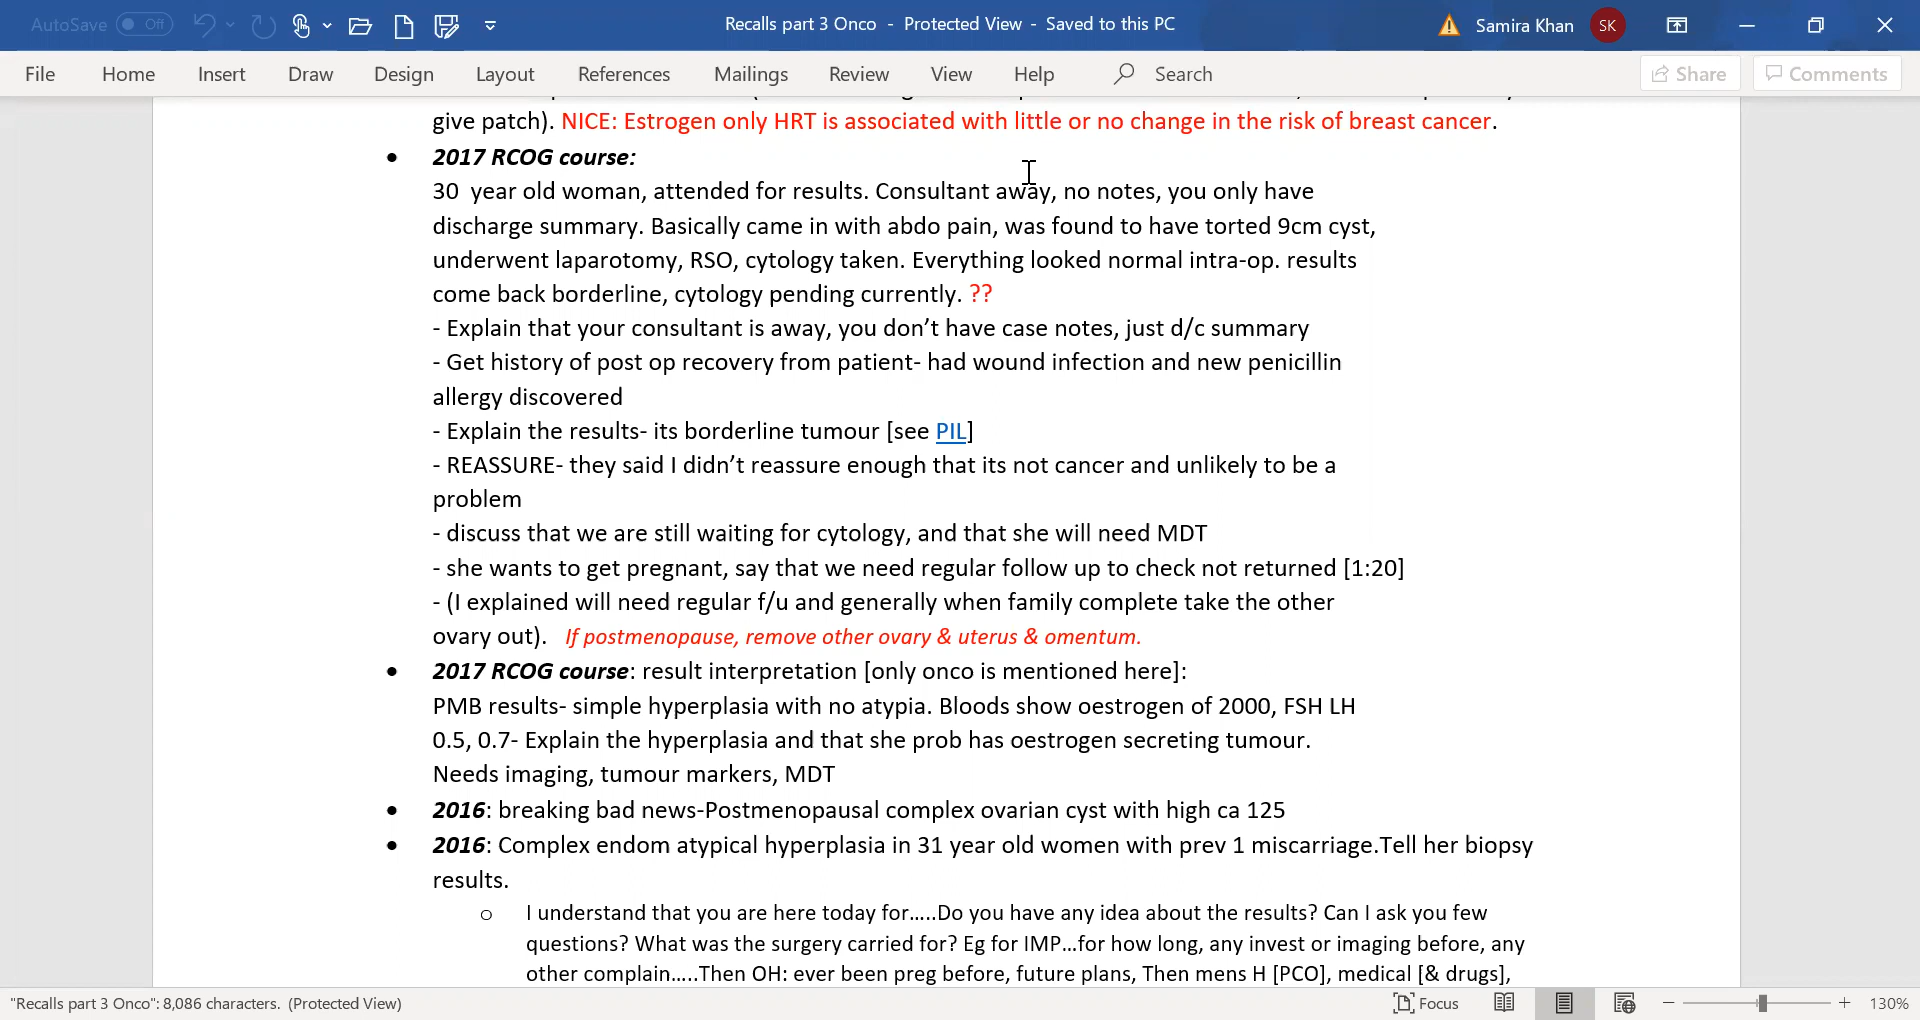 AutoSave Off Recalls part 3 Onco - Protected View - Saved to this PC Samira Khan SK
File Home Insert Draw Design Layout References Mailings Review View Help Search Share Comments
give patch). NICE: Estrogen only HRT is associated with little or no change in the risk of breast cancer.
• 2017 RCOG course:
30 year old woman, attended for results. Consultant away, no notes, you only have
discharge summary. Basically came in with abdo pain, was found to have torted 9cm cyst,
underwent laparotomy, RSO, cytology taken. Everything looked normal intra-op. results
come back borderline, cytology pending currently. ??
- Explain that your consultant is away, you don’t have case notes, just d/c summary
- Get history of post op recovery from patient- had wound infection and new penicillin
allergy discovered
- Explain the results- its borderline tumour [see PIL]
- REASSURE- they said I didn’t reassure enough that its not cancer and unlikely to be a
problem
- discuss that we are still waiting for cytology, and that she will need MDT
- she wants to get pregnant, say that we need regular follow up to check not returned [1:20]
- (I explained will need regular f/u and generally when family complete take the other
ovary out). If postmenopause, remove other ovary & uterus & omentum.
• 2017 RCOG course: result interpretation [only onco is mentioned here]:
PMB results- simple hyperplasia with no atypia. Bloods show oestrogen of 2000, FSH LH
0.5, 0.7- Explain the hyperplasia and that she prob has oestrogen secreting tumour.
Needs imaging, tumour markers, MDT
• 2016: breaking bad news-Postmenopausal complex ovarian cyst with high ca 125
• 2016: Complex endom atypical hyperplasia in 31 year old women with prev 1 miscarriage.Tell her biopsy
results.
o I understand that you are here today for…..Do you have any idea about the results? Can I ask you few
questions? What was the surgery carried for? Eg for IMP…for how long, any invest or imaging before, any
other complain…..Then OH: ever been preg before, future plans, Then mens H [PCO], medical [& drugs],
"Recalls part 3 Onco": 8,086 characters. (Protected View) Focus 130%